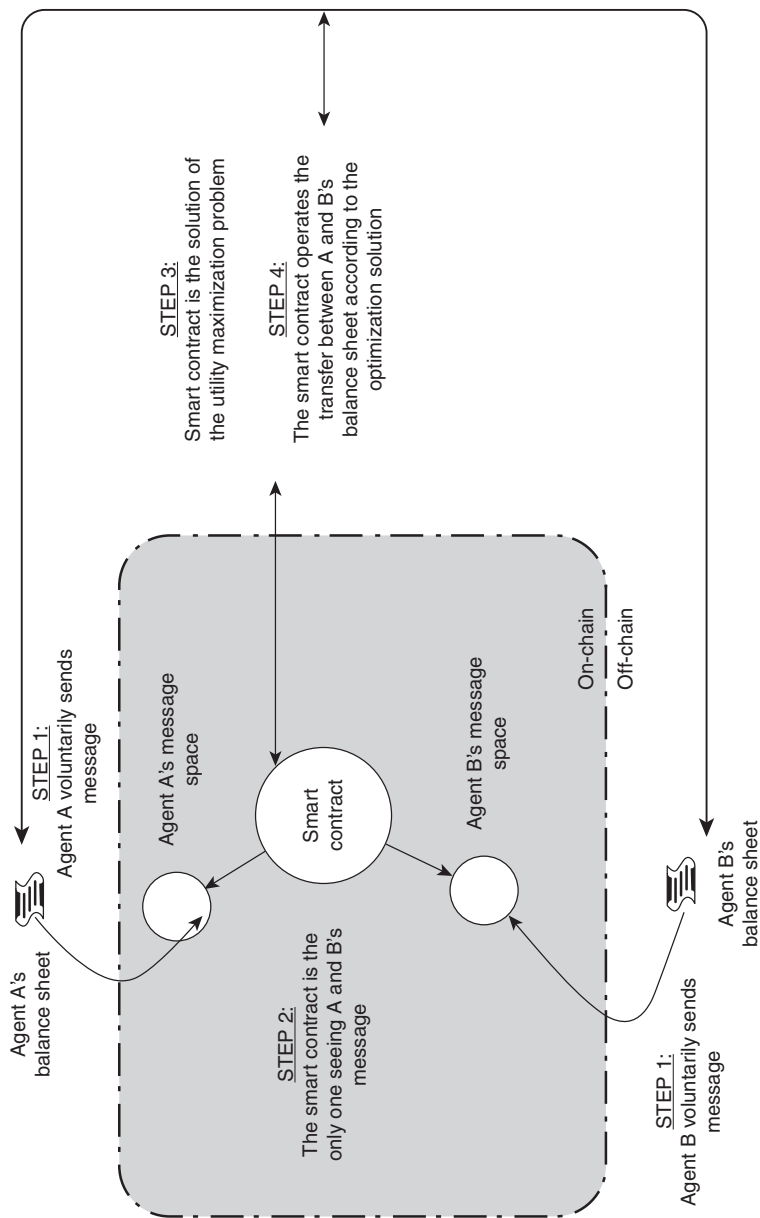 Agent A's
balance sheet
STEP 1:
Agent A voluntarily sends
message
Agent A's message
space
STEP 2:
The smart contract is the
only one seeing A and B's
message
Smart
contract
STEP 3:
Smart contract is the solution of
the utility maximization problem
STEP 4:
The smart contract operates the
transfer between A and B's
balance sheet according to the
optimization solution
Agent B's message
space
On-chain
Off-chain
STEP 1:
Agent B voluntarily sends
message
Agent B's
balance sheet